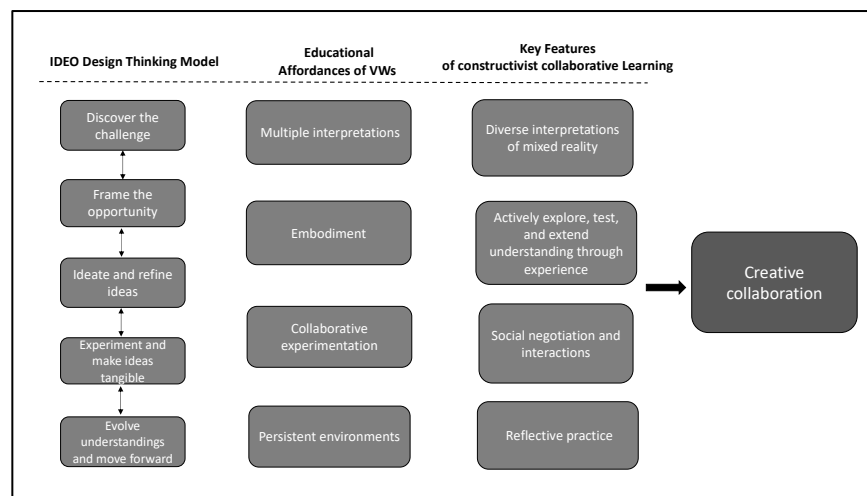 IDEO Design Thinking Model
Educational
Affordances of VWs
Key Features
of constructivist collaborative Learning
Discover the
challenge
Frame the
opportunity
Ideate and refine
ideas
Experiment and
make ideas
tangible
Evolve
understandings
and move forward
Multiple interpretations
Embodiment
Collaborative
experimentation
Persistent environments
Diverse interpretations
of mixed reality
Actively explore, test,
and extend
understanding through
experience
Social negotiation and
interactions
Reflective practice
Creative
collaboration